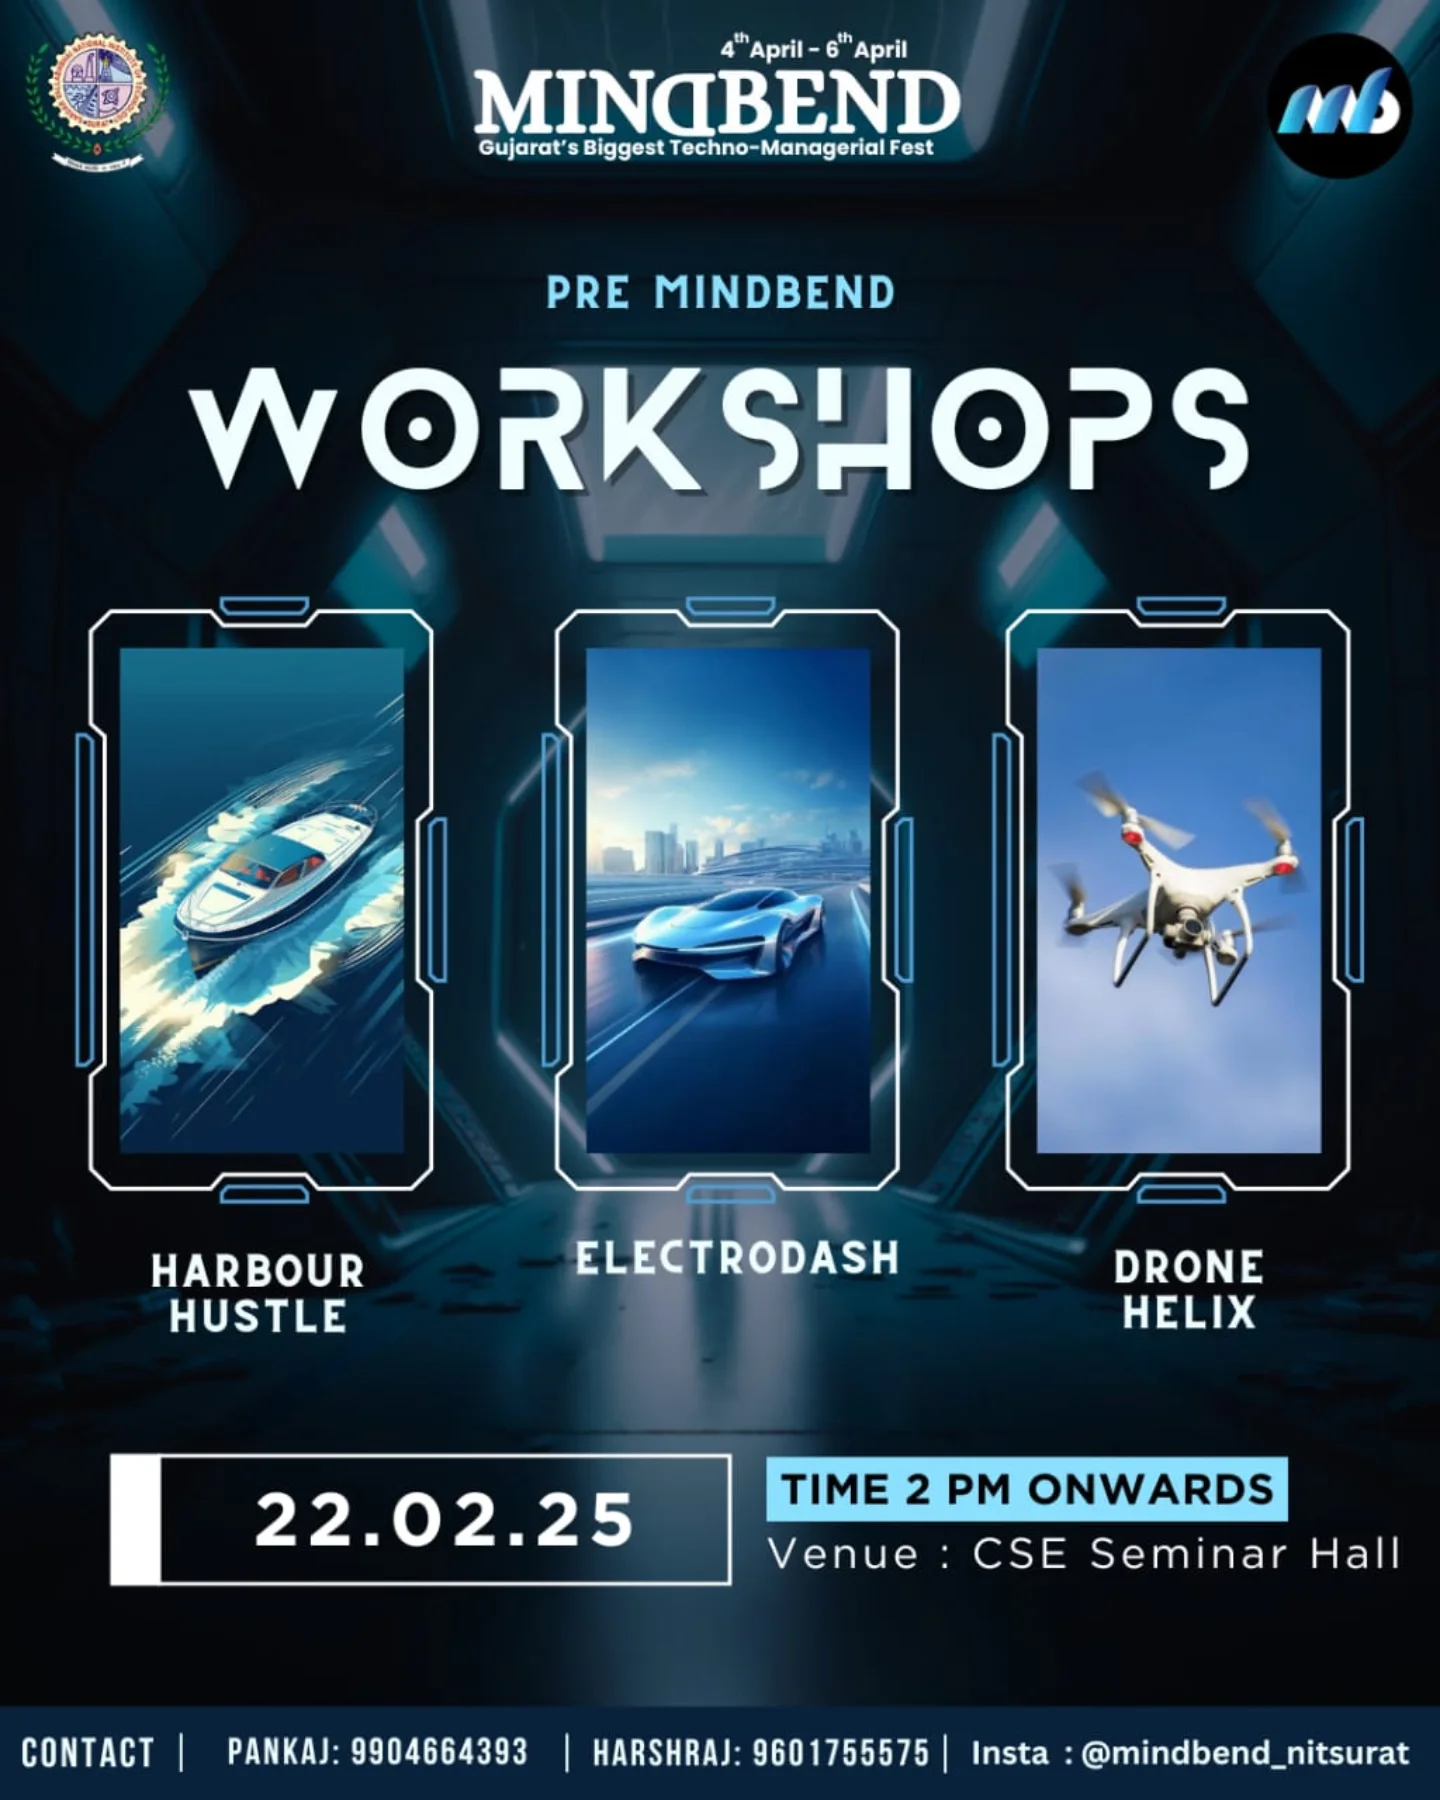 4th April - 6th April
MINDBEND
Gujarat's Biggest Techno-Managerial Fest
mb
PRE MINDBEND
WORKSHOPS
HARBOUR
HUSTLE
ELECTRODASH
DRONE
HELIX
22.02.25
TIME 2 PM ONWARDS
Venue : CSE Seminar Hall
CONTACT | PANKAJ: 9904664393 | HARSHRAJ: 9601755575 | Insta : @mindbend_nitsurat